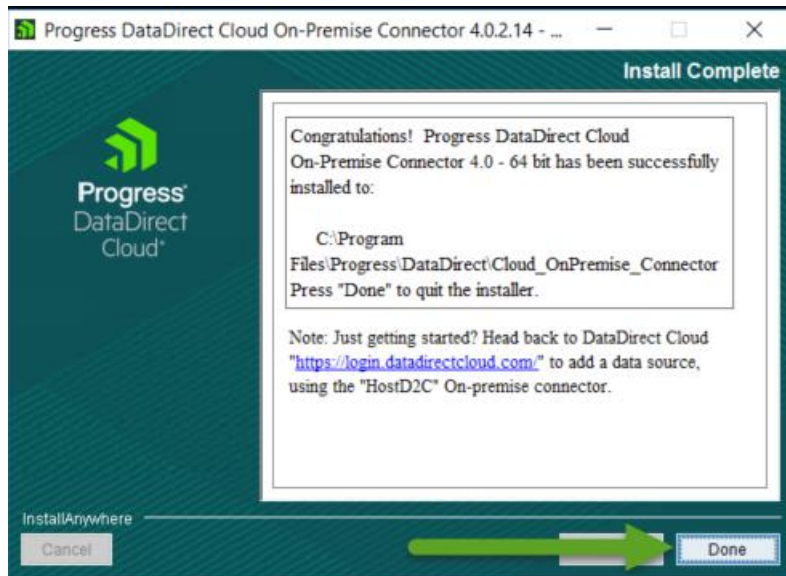 Progress DataDirect Cloud On-Premise Connector 4.0.2.14 - ...
Install Complete
Progress
DataDirect
Cloud
Congratulations! Progress DataDirect Cloud
On-Premise Connector 4.0 - 64 bit has been successfully
installed to:
C:\Program
Files\Progress\DataDirect\Cloud_OnPremise_Connector
Press "Done" to quit the installer.
Note: Just getting started? Head back to DataDirect Cloud
"https://login.datadirectcloud.com/" to add a data source,
using the "HostD2C" On-premise connector.
InstallAnywhere
Cancel
Done